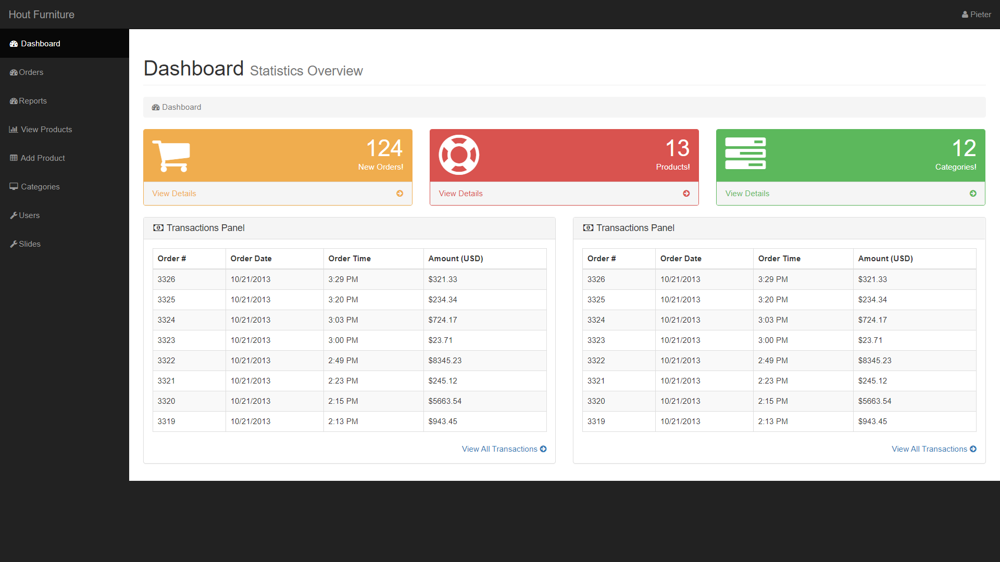 Hout Furniture
Pieter
Dashboard
Orders
Reports
View Products
Add Product
Categories
Users
Slides
Dashboard Statistics Overview
Dashboard
124
New Orders!
View Details
13
Products!
View Details
12
Categories!
View Details
Transactions Panel
Order # Order Date Order Time Amount (USD)
3326 10/21/2013 3:29 PM $321.33
3325 10/21/2013 3:20 PM $234.34
3324 10/21/2013 3:03 PM $724.17
3323 10/21/2013 3:00 PM $23.71
3322 10/21/2013 2:49 PM $8345.23
3321 10/21/2013 2:23 PM $245.12
3320 10/21/2013 2:15 PM $5663.54
3319 10/21/2013 2:13 PM $943.45
View All Transactions
Transactions Panel
Order # Order Date Order Time Amount (USD)
3326 10/21/2013 3:29 PM $321.33
3325 10/21/2013 3:20 PM $234.34
3324 10/21/2013 3:03 PM $724.17
3323 10/21/2013 3:00 PM $23.71
3322 10/21/2013 2:49 PM $8345.23
3321 10/21/2013 2:23 PM $245.12
3320 10/21/2013 2:15 PM $5663.54
3319 10/21/2013 2:13 PM $943.45
View All Transactions